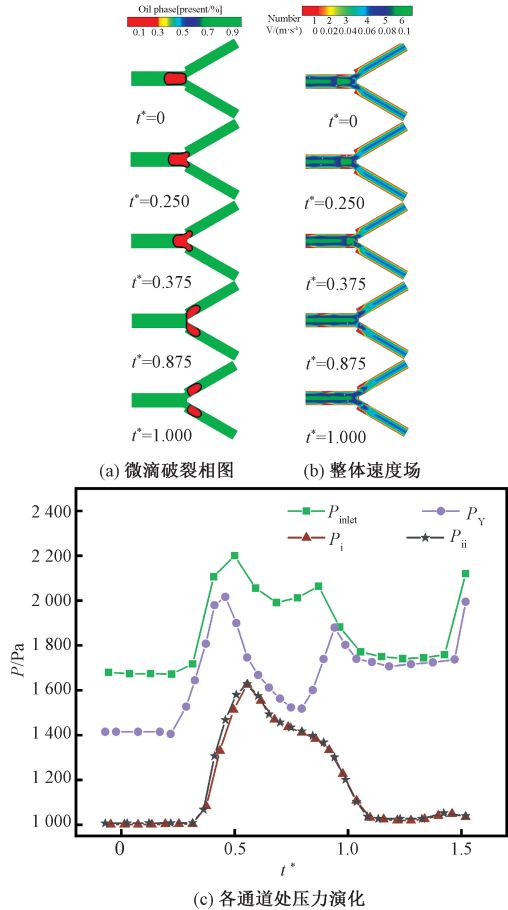 Oil phase[present/%]
0.1 0.3 0.5 0.7 0.9
t*=0
t*=0.250
t*=0.375
t*=0.875
t*=1.000
(a) 微滴破裂相图
Number 1 2 3 4 5 6
V/(m·s⁻¹) 0 0.02 0.04 0.06 0.08 0.1
t*=0
t*=0.250
t*=0.375
t*=0.875
t*=1.000
(b) 整体速度场
2 400
2 200
2 000
1 800
1 600
1 400
1 200
1 000
P/Pa
P_inlet
P_Y
P_i
P_ii
0 0.5 1.0 1.5
t*
(c) 各通道处压力演化